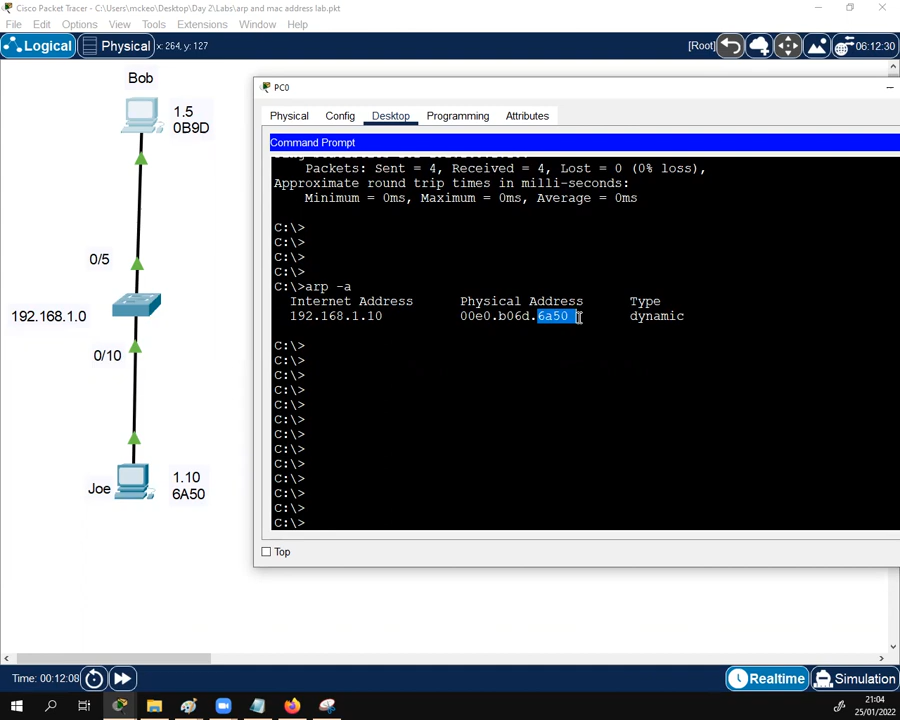 Cisco Packet Tracer - C:\Users\mckeo\Desktop\Day 2\Labs\arp and mac address lab.pkt
File Edit Options View Tools Extensions Window Help
Logical Physical x: 264, y: 127 [Root] 06:12:30
Bob
1.5
0B9D
0/5
192.168.1.0
0/10
Joe
1.10
6A50
PC0
Physical Config Desktop Programming Attributes
Command Prompt
Packets: Sent = 4, Received = 4, Lost = 0 (0% loss),
Approximate round trip times in milli-seconds:
Minimum = 0ms, Maximum = 0ms, Average = 0ms
C:\>
C:\>
C:\>
C:\>
C:\>arp -a
Internet Address Physical Address Type
192.168.1.10 00e0.b06d.6a50 dynamic
C:\>
C:\>
C:\>
C:\>
C:\>
C:\>
C:\>
C:\>
C:\>
C:\>
C:\>
C:\>
C:\>
Top
Time: 00:12:08 Realtime Simulation
21:04
25/01/2022